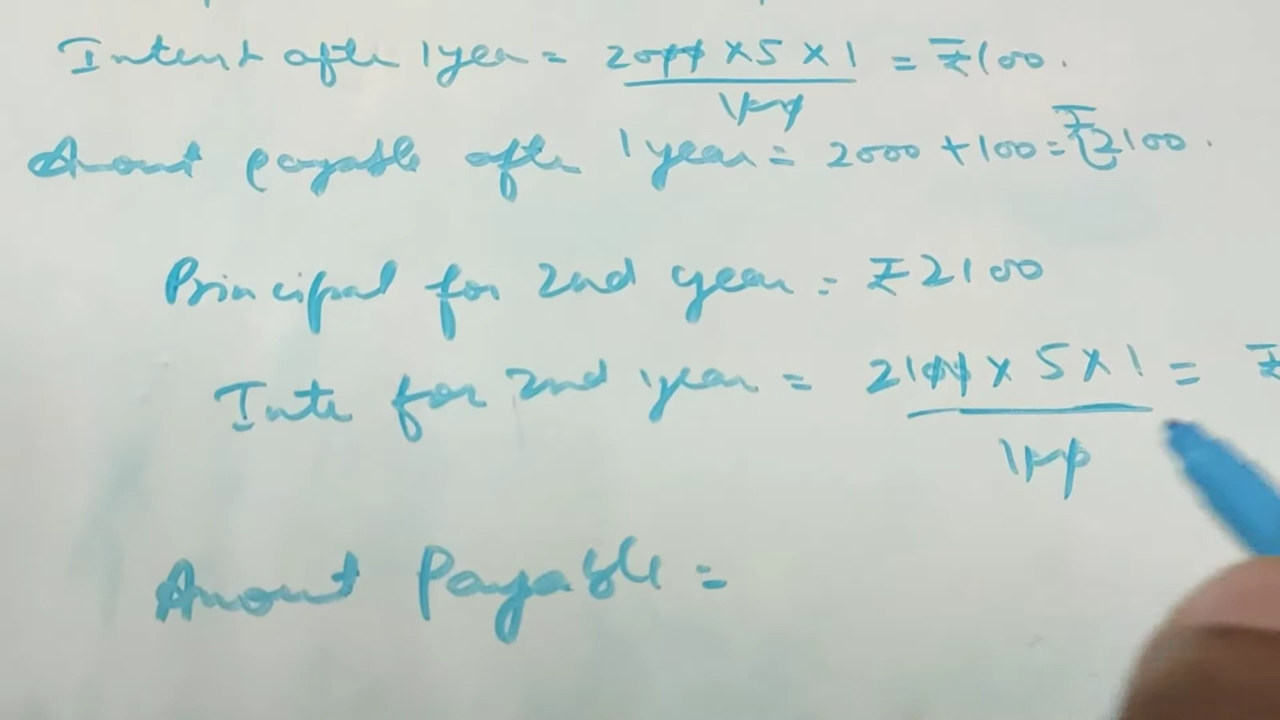 Interest after 1 year = 2000 × 5 × 1 = ₹100.
100
Amount payable after 1 year = 2000 + 100 = ₹2100.
Principal for 2nd year = ₹2100
Inte for 2nd year = 2100 × 5 × 1 = ₹
100
Amount Payable =